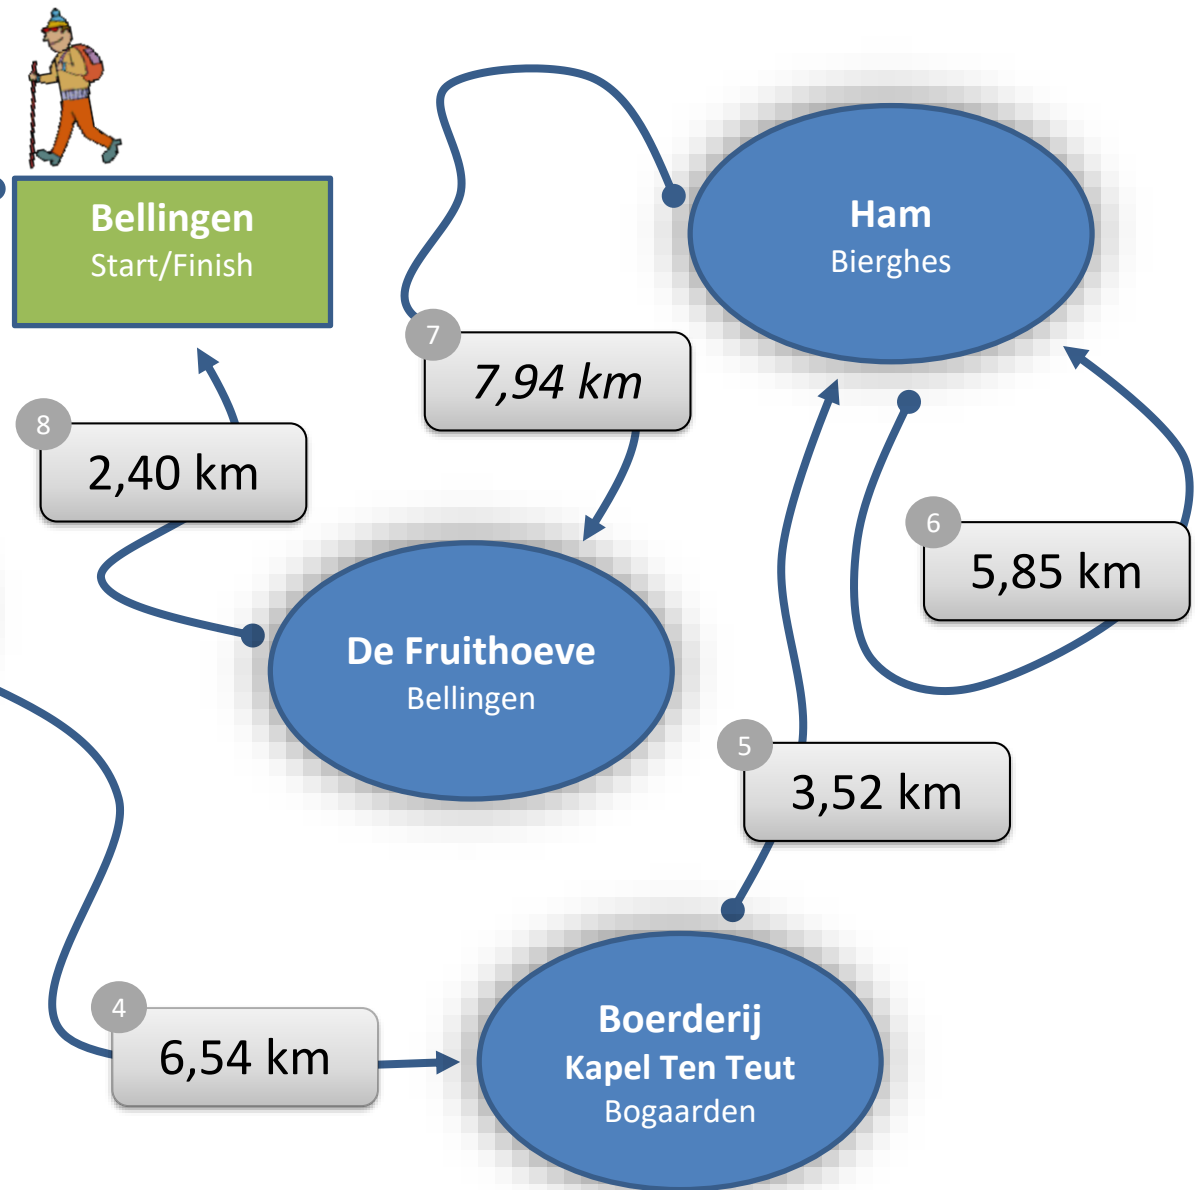 Bellingen
Start/Finish
Ham
Bierghes
7
7,94 km
8
2,40 km
6
5,85 km
De Fruithoeve
Bellingen
5
3,52 km
4
6,54 km
Boerderij
Kapel Ten Teut
Bogaarden